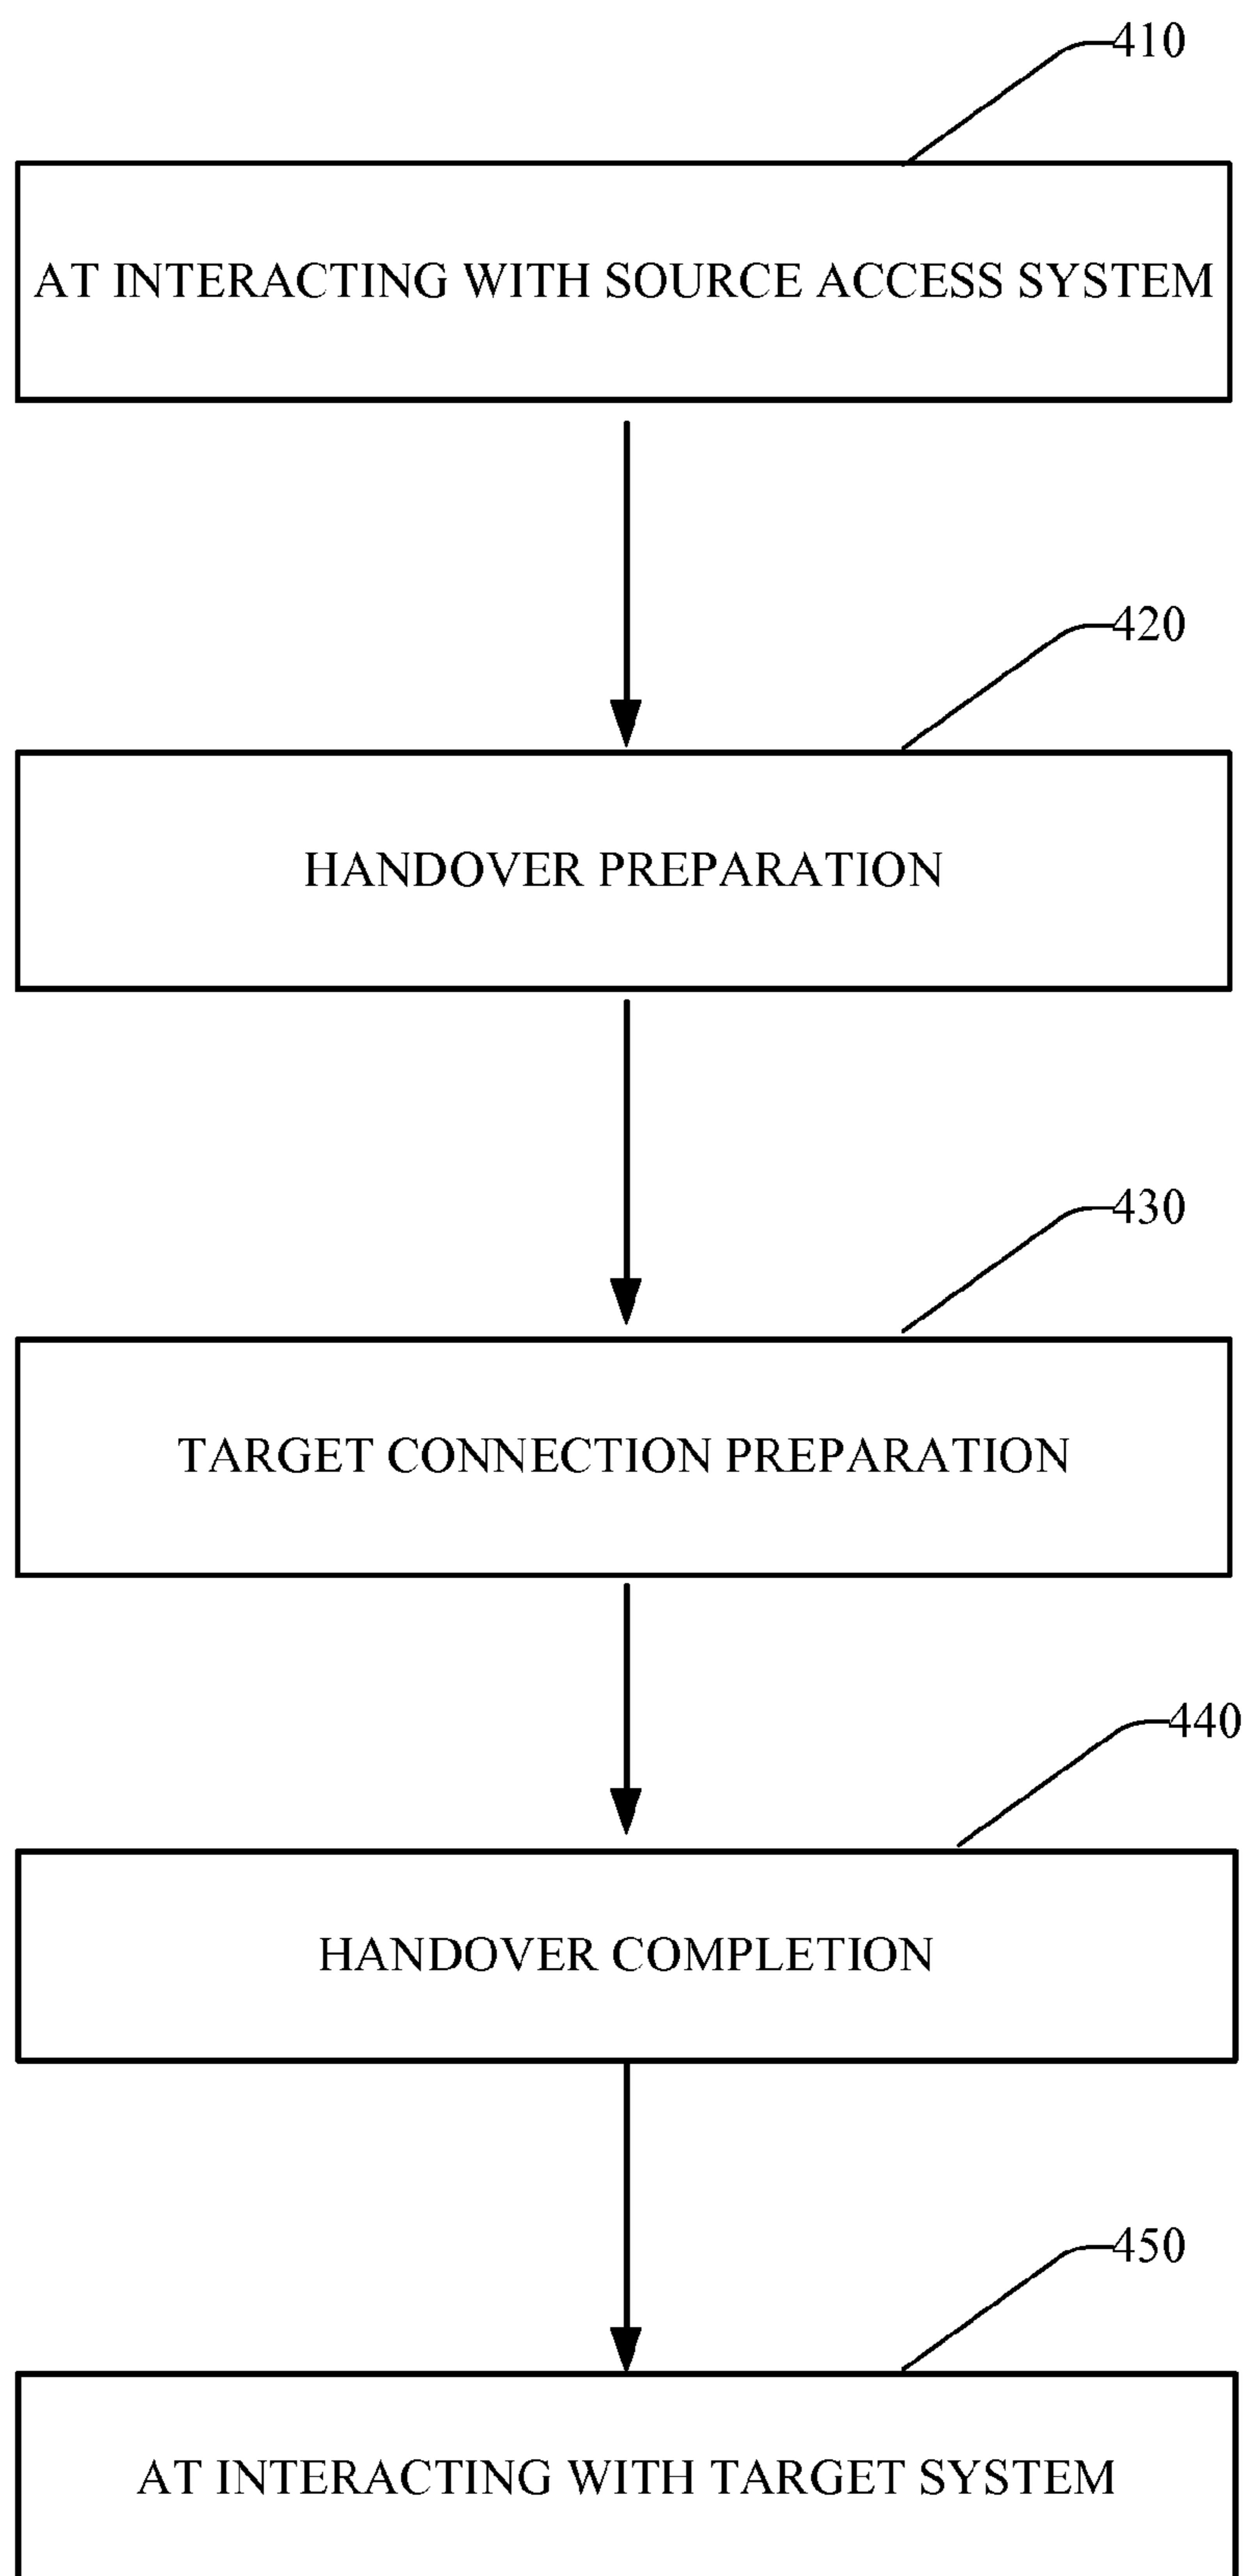 410
AT INTERACTING WITH SOURCE ACCESS SYSTEM
420
HANDOVER PREPARATION
430
TARGET CONNECTION PREPARATION
440
HANDOVER COMPLETION
450
AT INTERACTING WITH TARGET SYSTEM